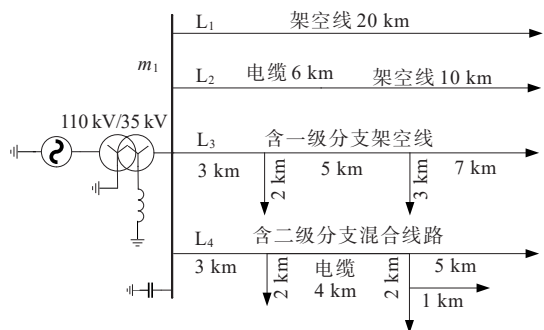 L₁ 架空线 20 km
m₁
L₂ 电缆 6 km 架空线 10 km
110 kV/35 kV
L₃ 含一级分支架空线
3 km 2 km 5 km 3 km 7 km
L₄ 含二级分支混合线路
3 km 2 km 电缆 2 km 5 km
4 km 1 km